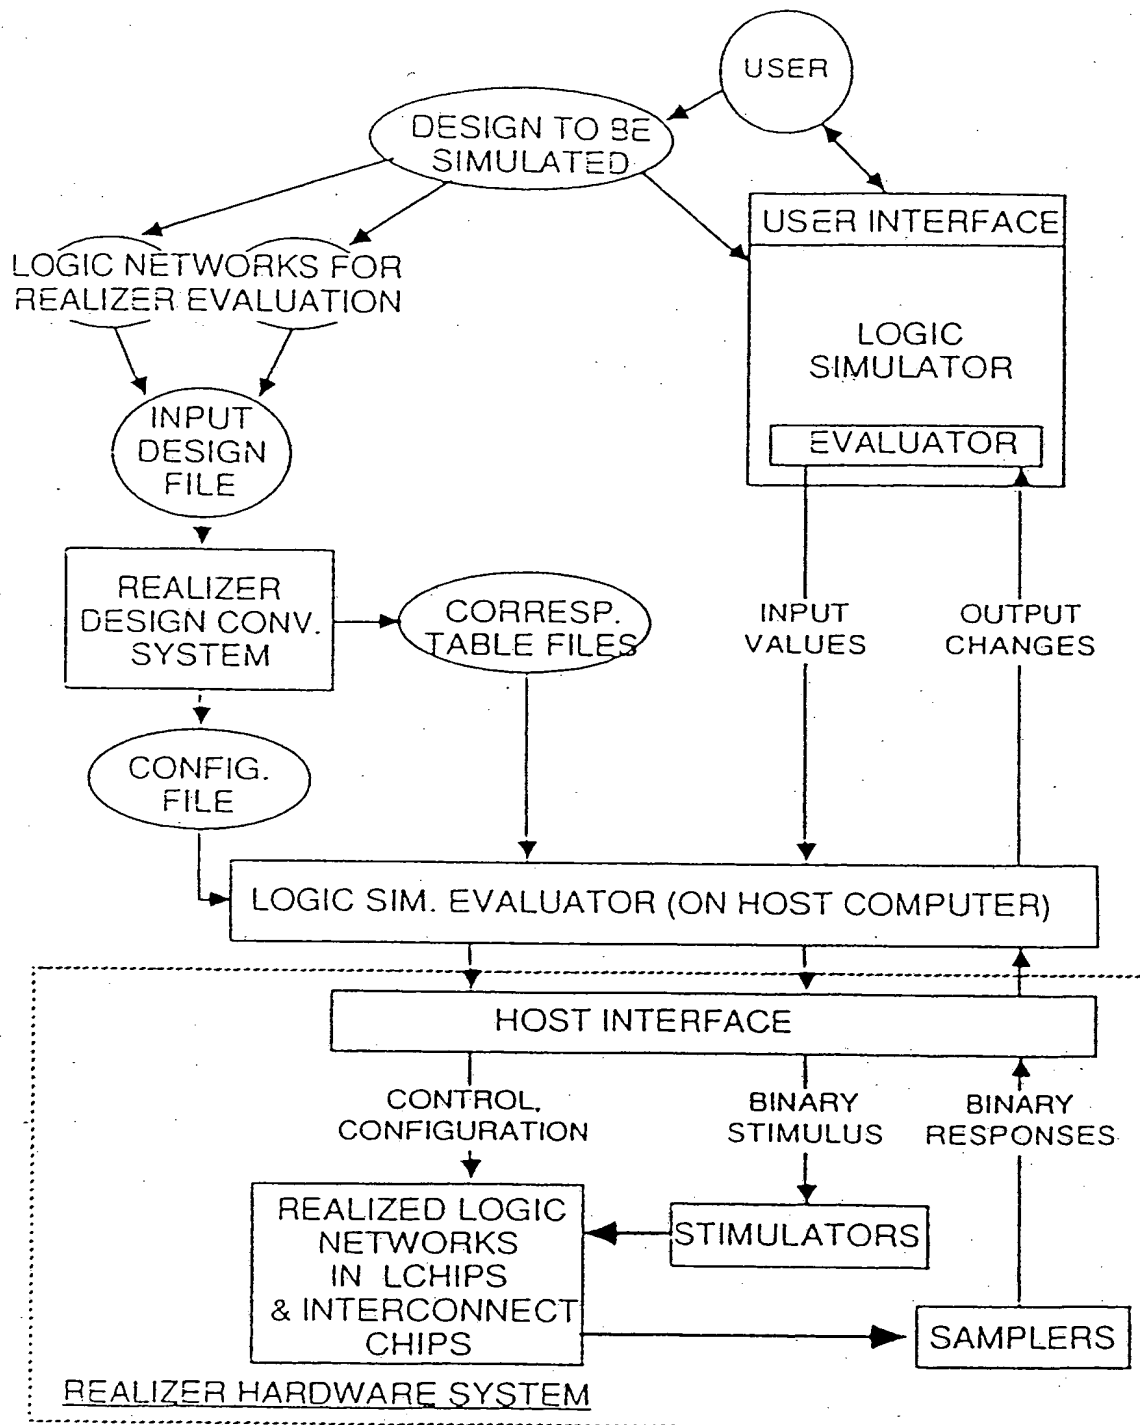 USER
DESIGN TO BE
SIMULATED
USER INTERFACE
LOGIC NETWORKS FOR
REALIZER EVALUATION
LOGIC
SIMULATOR
INPUT
DESIGN
FILE
EVALUATOR
REALIZER
DESIGN CONV.
SYSTEM
CORRESP.
TABLE FILES
INPUT
VALUES
OUTPUT
CHANGES
CONFIG.
FILE
LOGIC SIM. EVALUATOR (ON HOST COMPUTER)
HOST INTERFACE
CONTROL,
CONFIGURATION
BINARY
STIMULUS
BINARY
RESPONSES
REALIZED LOGIC
NETWORKS
IN LCHIPS
& INTERCONNECT
CHIPS
STIMULATORS
SAMPLERS
REALIZER HARDWARE SYSTEM